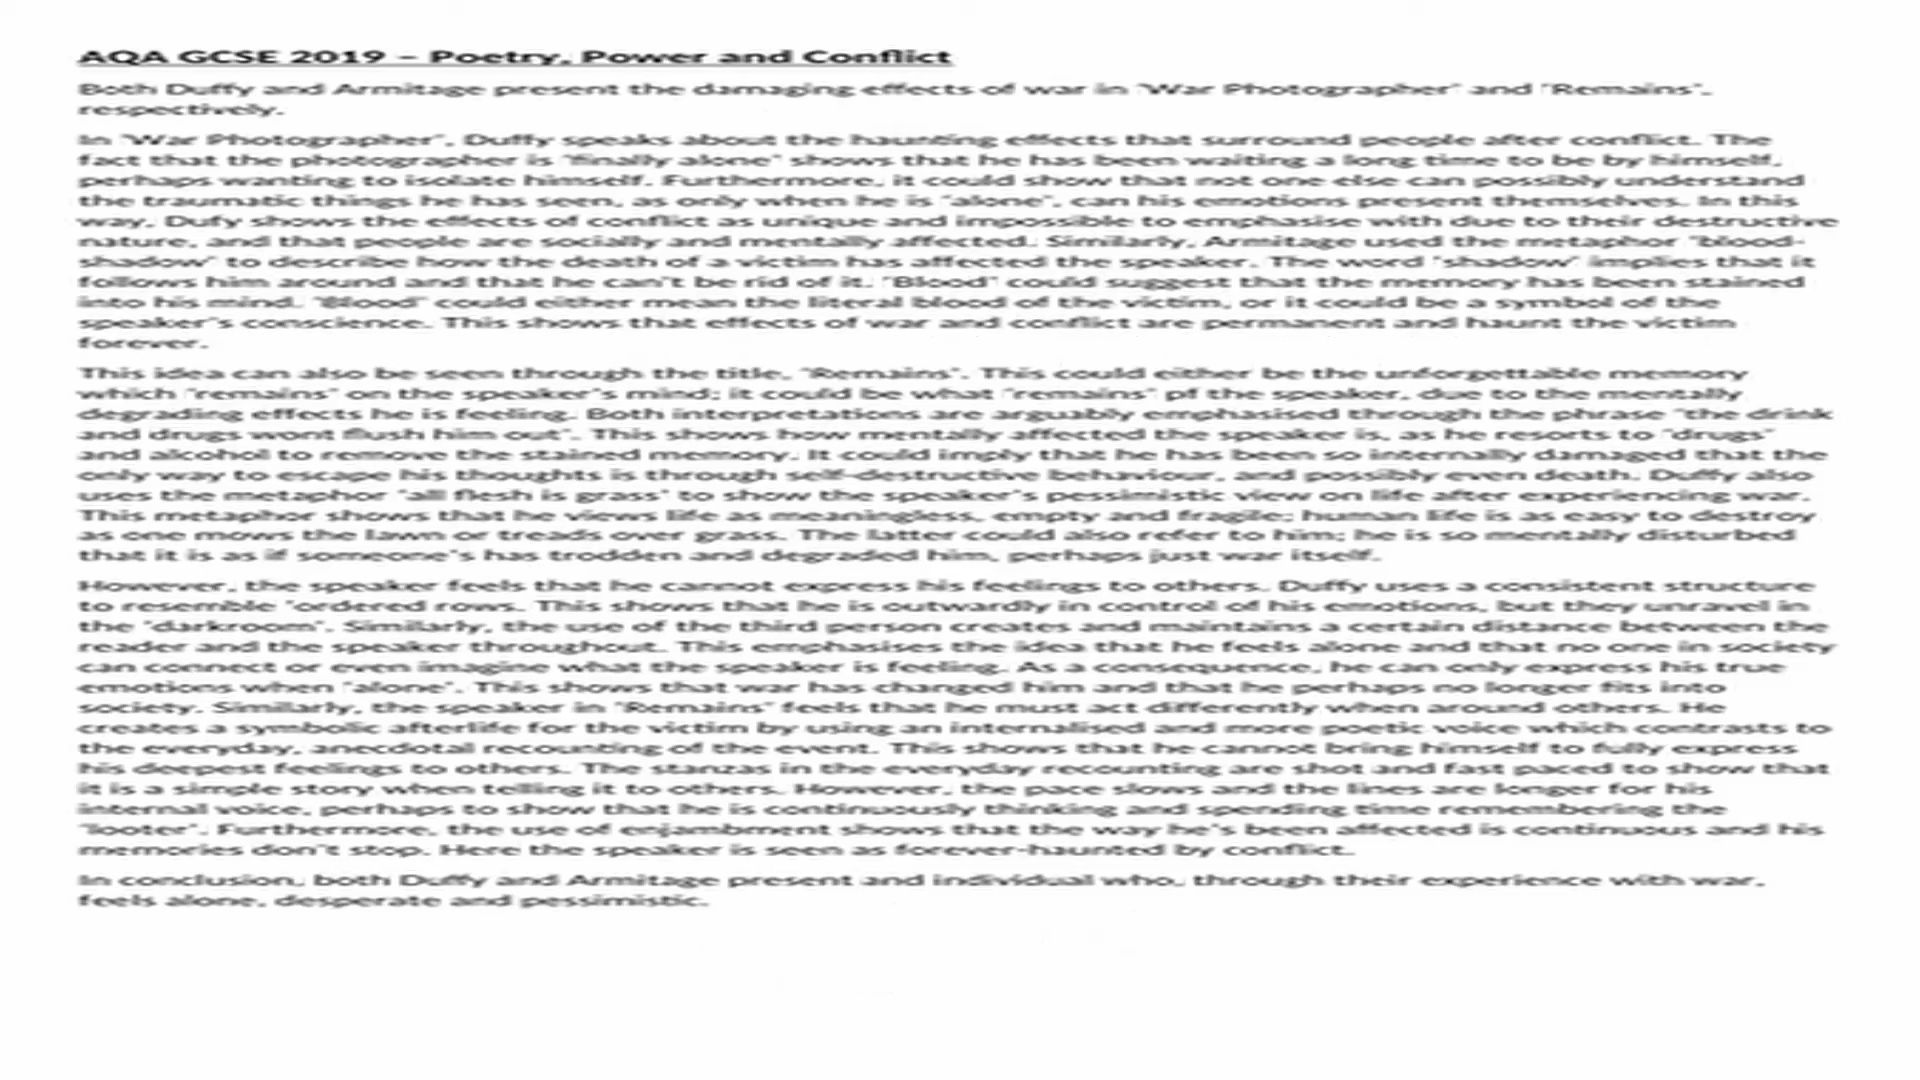 AQA GCSE 2019 – Poetry, Power and Conflict
Both Duffy and Armitage present the damaging effects of war in 'War Photographer' and 'Remains',
respectively.
In 'War Photographer', Duffy speaks about the haunting effects that surround people after conflict. The
fact that the photographer is 'finally alone' shows that he has been waiting a long time to be by himself,
perhaps wanting to isolate himself. Furthermore, it could show that not one else can possibly understand
the traumatic things he has seen, as only when he is 'alone', can his emotions present themselves. In this
way, Dufy shows the effects of conflict as unique and impossible to emphasise with due to their destructive
nature, and that people are socially and mentally affected. Similarly, Armitage used the metaphor 'blood-
shadow' to describe how the death of a victim has affected the speaker. The word 'shadow' implies that it
follows him around and that he can't be rid of it. 'Blood' could suggest that the memory has been stained
into his mind. 'Blood' could either mean the literal blood of the victim, or it could be a symbol of the
speaker's conscience. This shows that effects of war and conflict are permanent and haunt the victim
forever.
This idea can also be seen through the title, 'Remains'. This could either be the unforgettable memory
which 'remains' on the speaker's mind; it could be what 'remains' pf the speaker, due to the mentally
degrading effects he is feeling. Both interpretations are arguably emphasised through the phrase 'the drink
and drugs wont flush him out'. This shows how mentally affected the speaker is, as he resorts to 'drugs'
and alcohol to remove the stained memory. It could imply that he has been so internally damaged that the
only way to escape his thoughts is through self-destructive behaviour, and possibly even death. Duffy also
uses the metaphor 'all flesh is grass' to show the speaker's pessimistic view on life after experiencing war.
This metaphor shows that he views life as meaningless, empty and fragile; human life is as easy to destroy
as one mows the lawn or treads over grass. The latter could also refer to him; he is so mentally disturbed
that it is as if someone's has trodden and degraded him, perhaps just war itself.
However, the speaker feels that he cannot express his feelings to others. Duffy uses a consistent structure
to resemble 'ordered rows. This shows that he is outwardly in control of his emotions, but they unravel in
the 'darkroom'. Similarly, the use of the third person creates and maintains a certain distance between the
reader and the speaker throughout. This emphasises the idea that he feels alone and that no one in society
can connect or even imagine what the speaker is feeling. As a consequence, he can only express his true
emotions when 'alone'. This shows that war has changed him and that he perhaps no longer fits into
society. Similarly, the speaker in 'Remains' feels that he must act differently when around others. He
creates a symbolic afterlife for the victim by using an internalised and more poetic voice which contrasts to
the everyday, anecdotal recounting of the event. This shows that he cannot bring himself to fully express
his deepest feelings to others. The stanzas in the everyday recounting are shot and fast paced to show that
it is a simple story when telling it to others. However, the pace slows and the lines are longer for his
internal voice, perhaps to show that he is continuously thinking and spending time remembering the
'looter'. Furthermore, the use of enjambment shows that the way he's been affected is continuous and his
memories don't stop. Here the speaker is seen as forever-haunted by conflict.
In conclusion, both Duffy and Armitage present and individual who, through their experience with war,
feels alone, desperate and pessimistic.